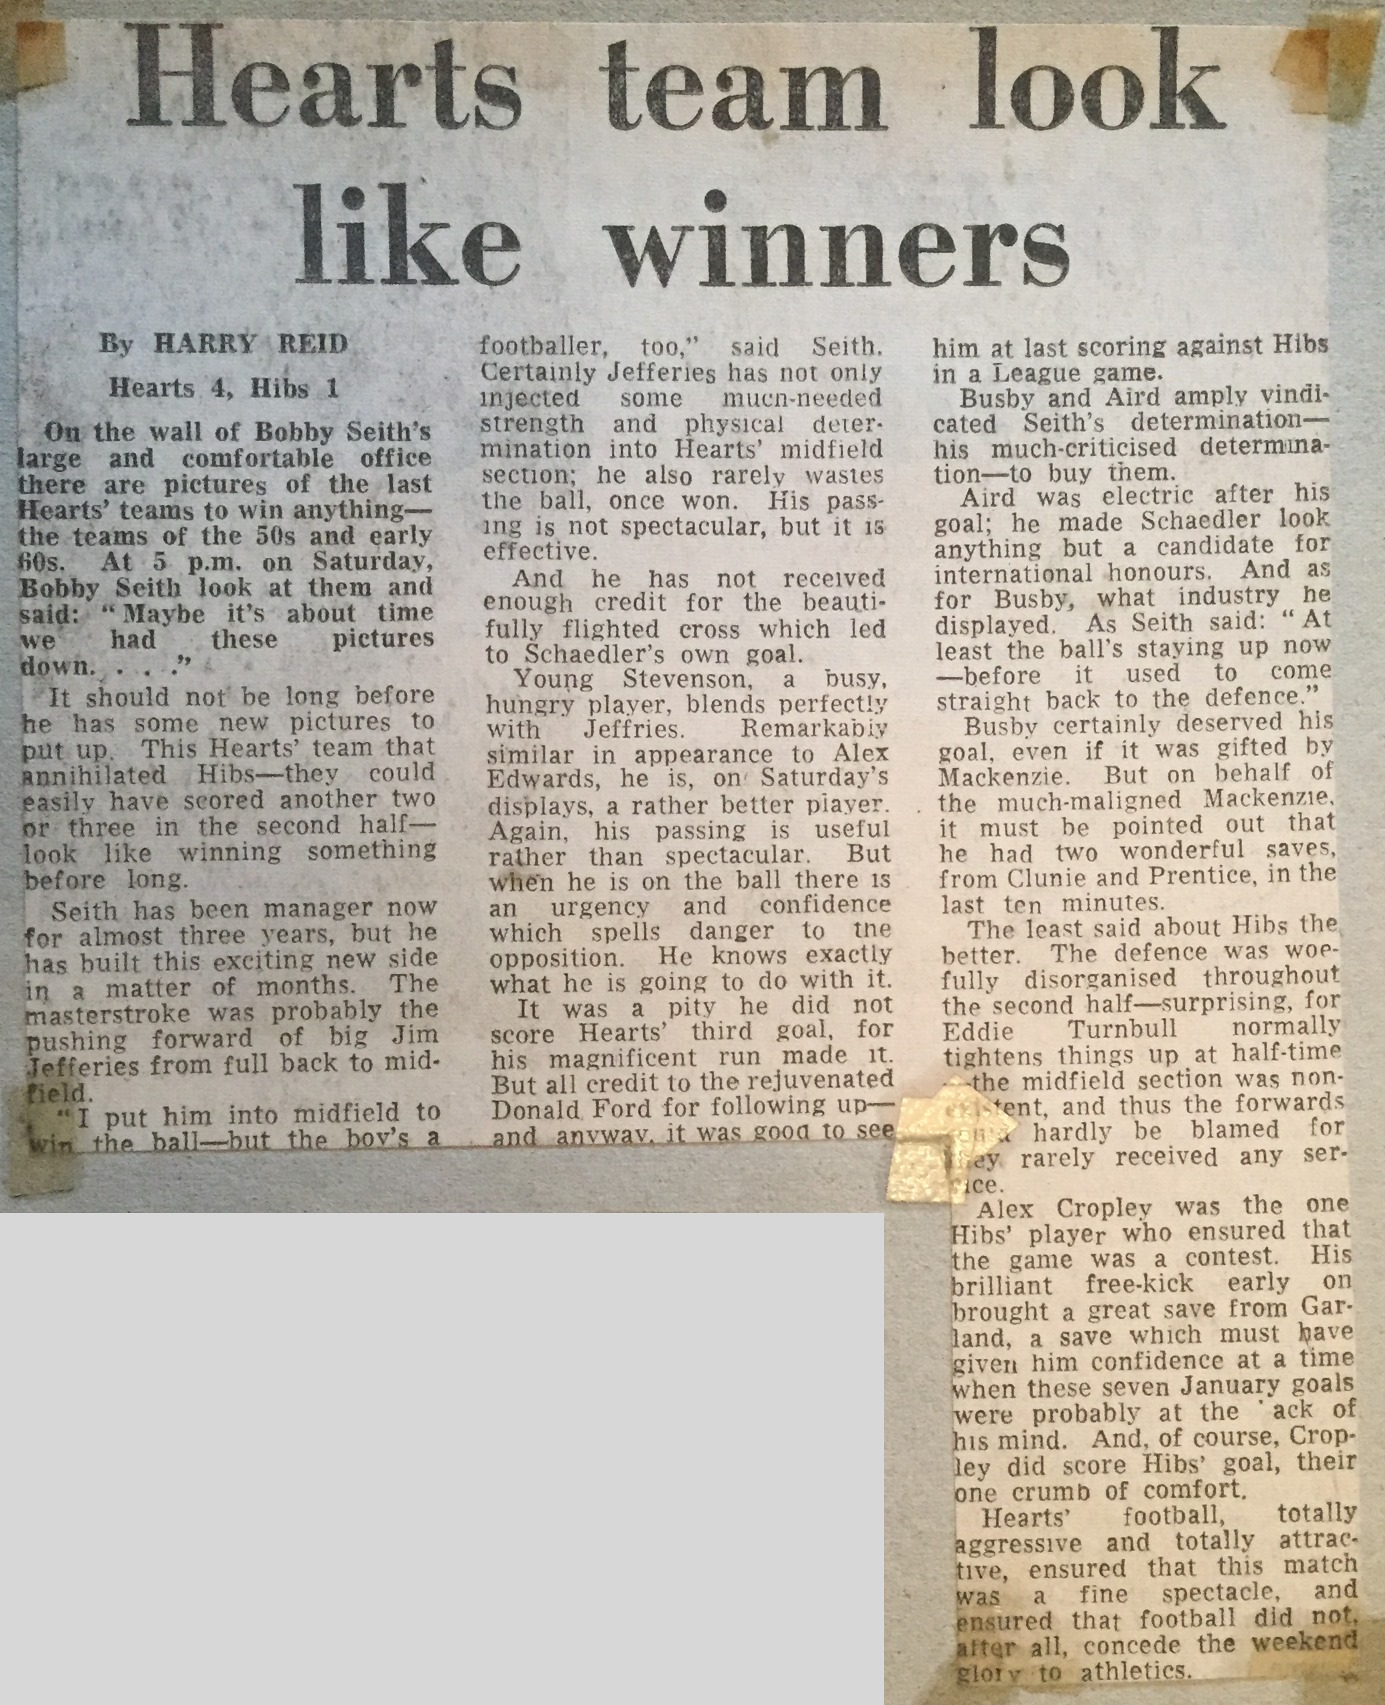 Hearts team look
like winners
By HARRY REID
Hearts 4, Hibs 1
On the wall of Bobby Seith's
large and comfortable office
there are pictures of the last
Hearts' teams to win anything—
the teams of the 50s and early
60s. At 5 p.m. on Saturday,
Bobby Seith look at them and
said: “ Maybe it's about time
we had these pictures
down. . . .”
It should not be long before
he has some new pictures to
put up. This Hearts' team that
annihilated Hibs—they could
easily have scored another two
or three in the second half—
look like winning something
before long.
Seith has been manager now
for almost three years, but he
has built this exciting new side
in a matter of months. The
masterstroke was probably the
pushing forward of big Jim
Jefferies from full back to mid-
field.
“I put him into midfield to
win the ball—but the boy's a
footballer, too,” said Seith.
Certainly Jefferies has not only
injected some much-needed
strength and physical deter-
mination into Hearts' midfield
section; he also rarely wastes
the ball, once won. His pass-
ing is not spectacular, but it is
effective.
And he has not received
enough credit for the beauti-
fully flighted cross which led
to Schaedler's own goal.
Young Stevenson, a busy,
hungry player, blends perfectly
with Jeffries. Remarkably
similar in appearance to Alex
Edwards, he is, on Saturday's
displays, a rather better player.
Again, his passing is useful
rather than spectacular. But
when he is on the ball there is
an urgency and confidence
which spells danger to the
opposition. He knows exactly
what he is going to do with it.
It was a pity he did not
score Hearts' third goal, for
his magnificent run made it.
But all credit to the rejuvenated
Donald Ford for following up—
and anyway, it was good to see
him at last scoring against Hibs
in a League game.
Busby and Aird amply vindi-
cated Seith's determination—
his much-criticised determina-
tion—to buy them.
Aird was electric after his
goal; he made Schaedler look
anything but a candidate for
international honours. And as
for Busby, what industry he
displayed. As Seith said: “ At
least the ball's staying up now
—before it used to come
straight back to the defence.”
Busby certainly deserved his
goal, even if it was gifted by
Mackenzie. But on behalf of
the much-maligned Mackenzie,
it must be pointed out that
he had two wonderful saves,
from Clunie and Prentice, in the
last ten minutes.
The least said about Hibs the
better. The defence was woe-
fully disorganised throughout
the second half—surprising, for
Eddie Turnbull normally
tightens things up at half-time
—the midfield section was non-
existent, and thus the forwards
hardly be blamed for
they rarely received any ser-
vice.
Alex Cropley was the one
Hibs' player who ensured that
the game was a contest. His
brilliant free-kick early on
brought a great save from Gar-
land, a save which must have
given him confidence at a time
when these seven January goals
were probably at the back of
his mind. And, of course, Crop-
ley did score Hibs' goal, their
one crumb of comfort.
Hearts' football, totally
aggressive and totally attrac-
tive, ensured that this match
was a fine spectacle, and
ensured that football did not,
after all, concede the weekend
glory to athletics.